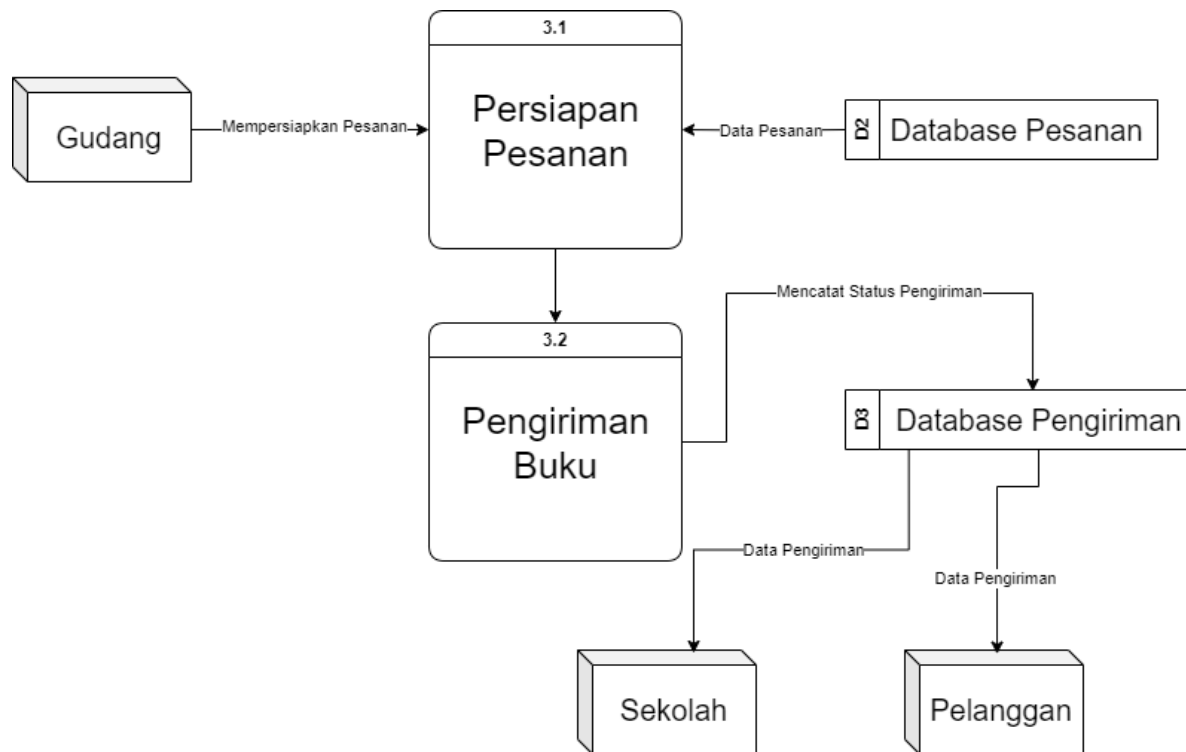 3.1
Persiapan
Pesanan
Gudang
Mempersiapkan Pesanan
Data Pesanan
D2
Database Pesanan
3.2
Pengiriman
Buku
Mencatat Status Pengiriman
D3
Database Pengiriman
Data Pengiriman
Data Pengiriman
Sekolah
Pelanggan